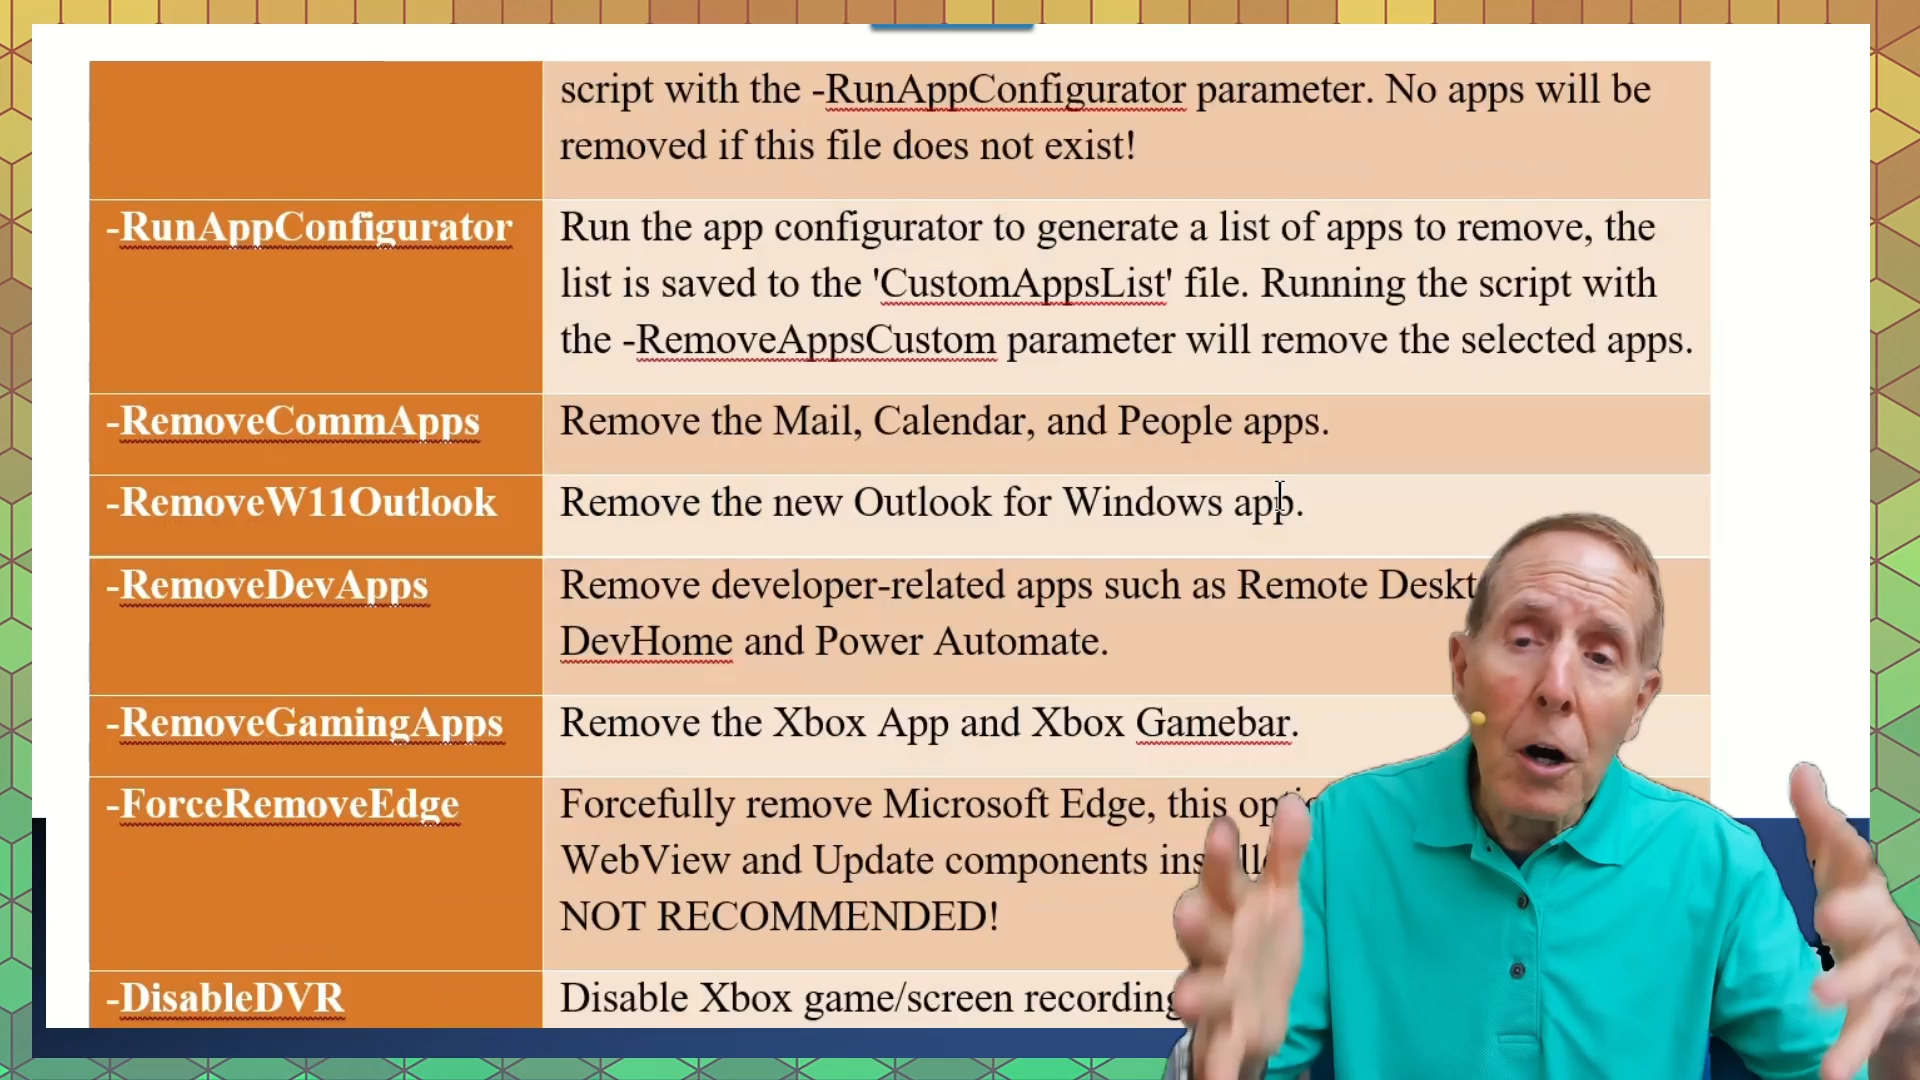 script with the -RunAppConfigurator parameter. No apps will be
removed if this file does not exist!
-RunAppConfigurator
Run the app configurator to generate a list of apps to remove, the
list is saved to the 'CustomAppsList' file. Running the script with
the -RemoveAppsCustom parameter will remove the selected apps.
-RemoveCommApps
Remove the Mail, Calendar, and People apps.
-RemoveW11Outlook
Remove the new Outlook for Windows app.
-RemoveDevApps
Remove developer-related apps such as Remote
DevHome and Power Automate.
-RemoveGamingApps
Remove the Xbox App and Xbox Gamebar.
-ForceRemoveEdge
Forcefully remove Microsoft Edge, this
WebView and Update components
NOT RECOMMENDED!
-DisableDVR
Disable Xbox game/screen recording